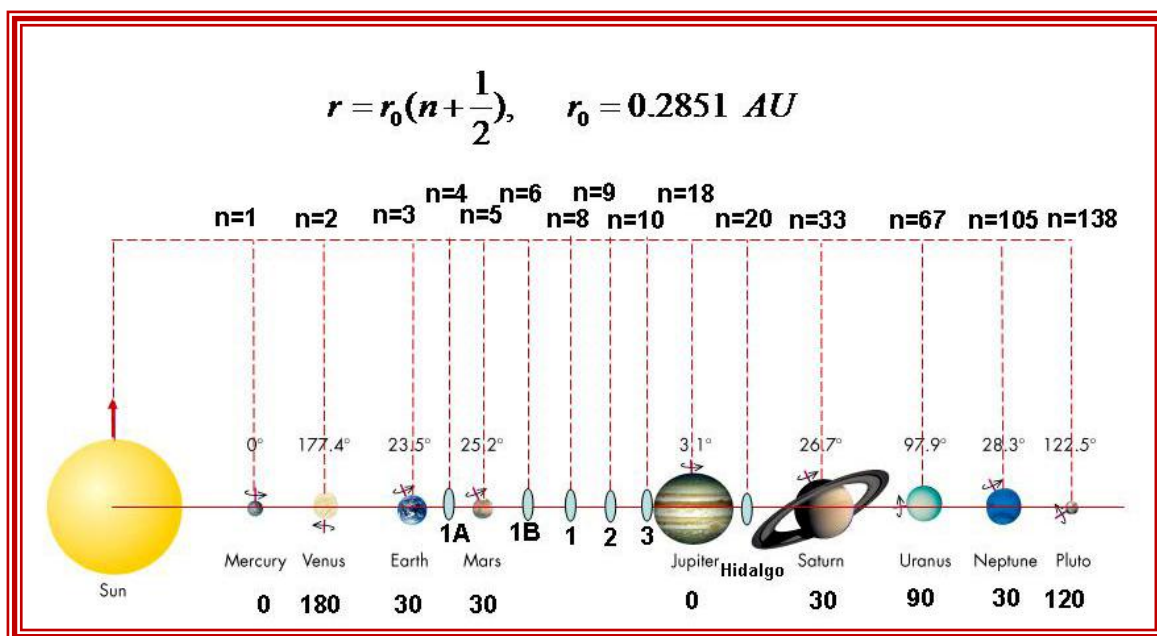 r = r₀(n + 1/2), r₀ = 0.2851 AU
n=4 n=6 n=9 n=18
n=1 n=2 n=3 n=5 n=8 n=10 n=20 n=33 n=67 n=105 n=138
0° 177.4° 23.5° 25.2° 3.1° 26.7° 97.9° 28.3° 122.5°
1A 1B 1 2 3
Mercury Venus Earth Mars Jupiter Hidalgo Saturn Uranus Neptune Pluto
Sun
0 180 30 30 0 30 90 30 120